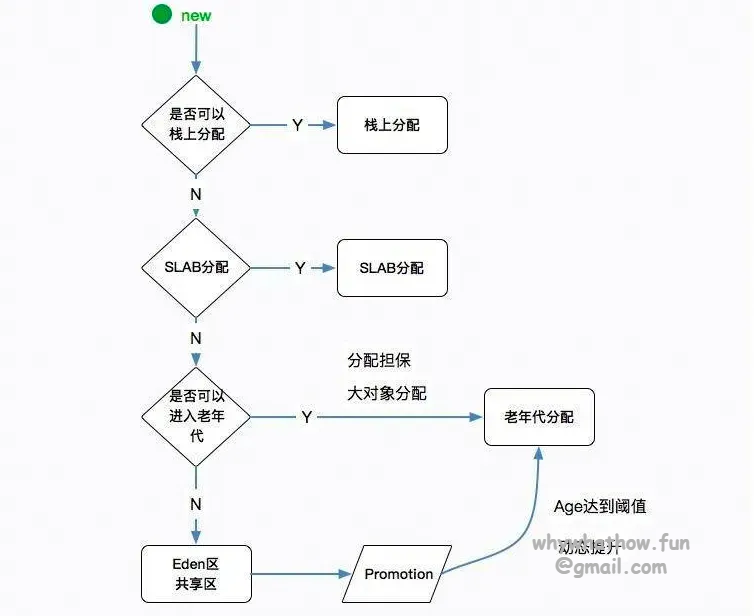 new
是否可以
栈上分配
Y
栈上分配
N
SLAB分配
Y
SLAB分配
N
分配担保
大对象分配
是否可以
进入老年
代
Y
老年代分配
N
Age达到阈值
动态提升
whywhathow.fun
@gmail.com
Eden区
共享区
Promotion